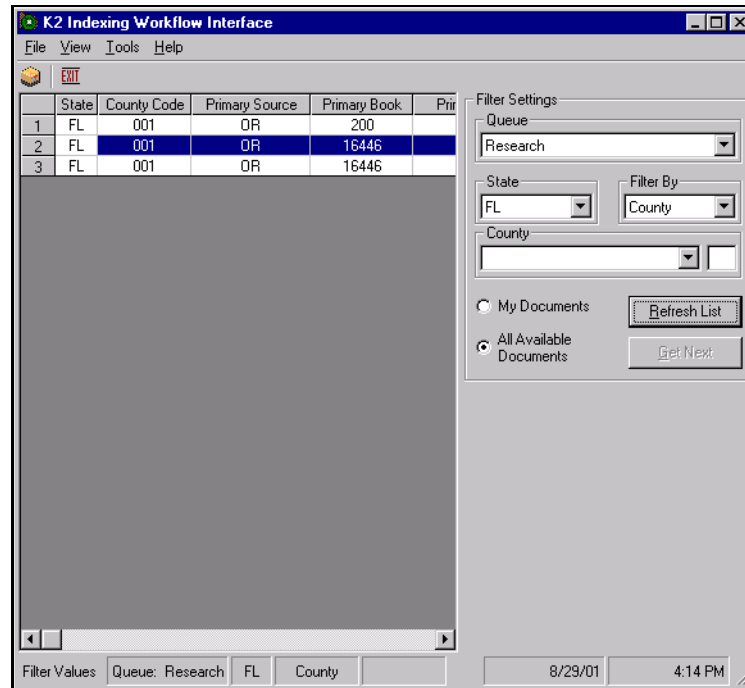 K2 Indexing Workflow Interface
File View Tools Help
EXIT
State County Code Primary Source Primary Book Prir
1 FL 001 OR 200
2 FL 001 OR 16446
3 FL 001 OR 16446
Filter Settings
Queue
Research
State Filter By
FL County
County
My Documents Refresh List
All Available
Documents Get Next
Filter Values Queue: Research FL County 8/29/01 4:14 PM